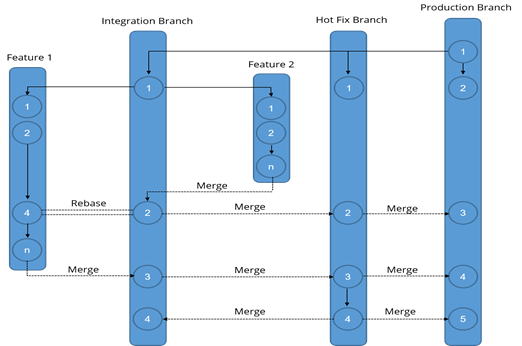 Production Branch
Integration Branch
Hot Fix Branch
Feature 1
Feature 2
1
1
1
1
2
1
1
2
2
n
Merge
Rebase
4
2
Merge
2
Merge
3
n
Merge
3
Merge
3
Merge
4
4
Merge
4
Merge
5